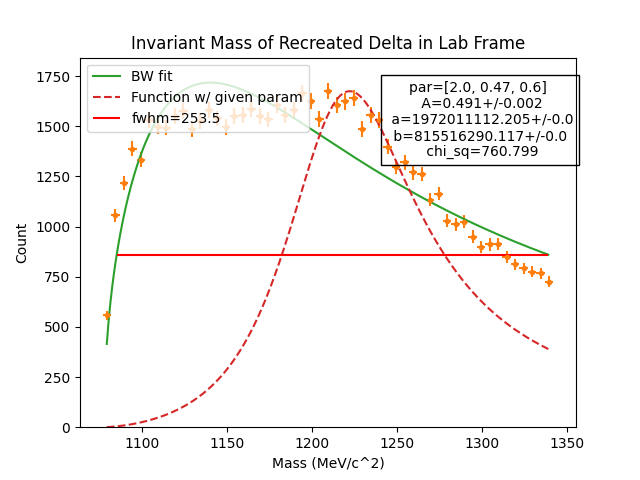 Invariant Mass of Recreated Delta in Lab Frame
BW fit
Function w/ given param
fwhm=253.5
par=[2.0, 0.47, 0.6]
A=0.491+/-0.002
a=1972011112.205+/-0.0
b=815516290.117+/-0.0
chi_sq=760.799
Count
1750
1500
1250
1000
750
500
250
0
1100
1150
1200
1250
1300
1350
Mass (MeV/c^2)